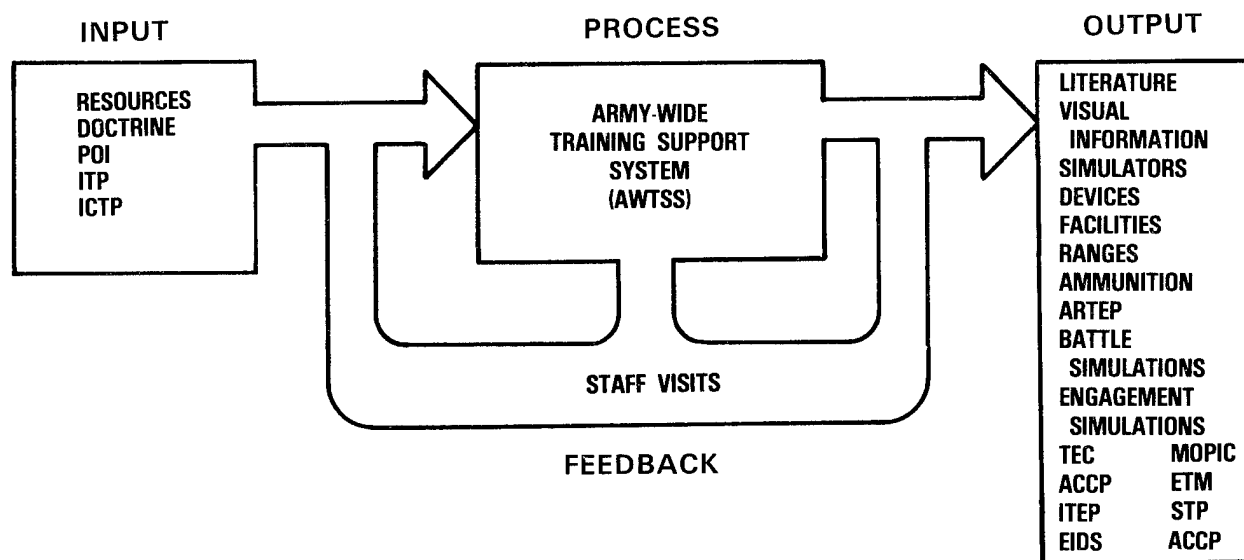 INPUT
RESOURCES
DOCTRINE
POI
ITP
ICTP
PROCESS
ARMY-WIDE
TRAINING SUPPORT
SYSTEM
(AWTSS)
STAFF VISITS
FEEDBACK
OUTPUT
LITERATURE
VISUAL
INFORMATION
SIMULATORS
DEVICES
FACILITIES
RANGES
AMMUNITION
ARTEP
BATTLE
SIMULATIONS
ENGAGEMENT
SIMULATIONS
TEC MOPIC
ACCP ETM
ITEP STP
EIDS ACCP